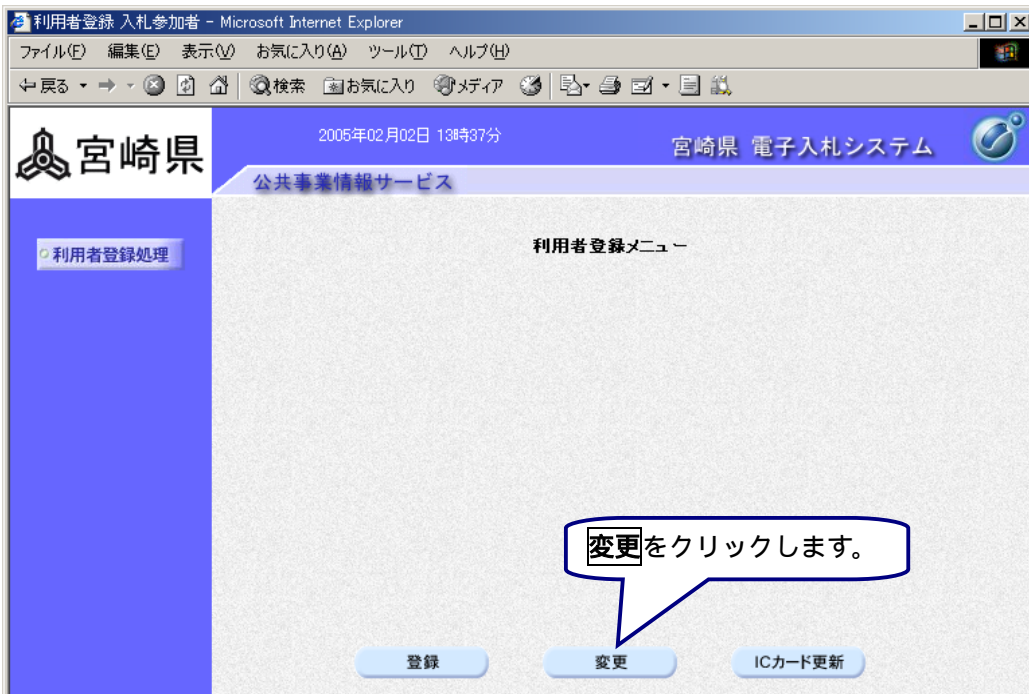 利用者登録 入札参加者 - Microsoft Internet Explorer
ファイル(F) 編集(E) 表示(V) お気に入り(A) ツール(T) ヘルプ(H)
戻る 検索 お気に入り メディア
宮崎県
2005年02月02日 13時37分
宮崎県 電子入札システム
公共事業情報サービス
利用者登録処理
利用者登録メニュー
変更をクリックします。
登録 変更 ICカード更新